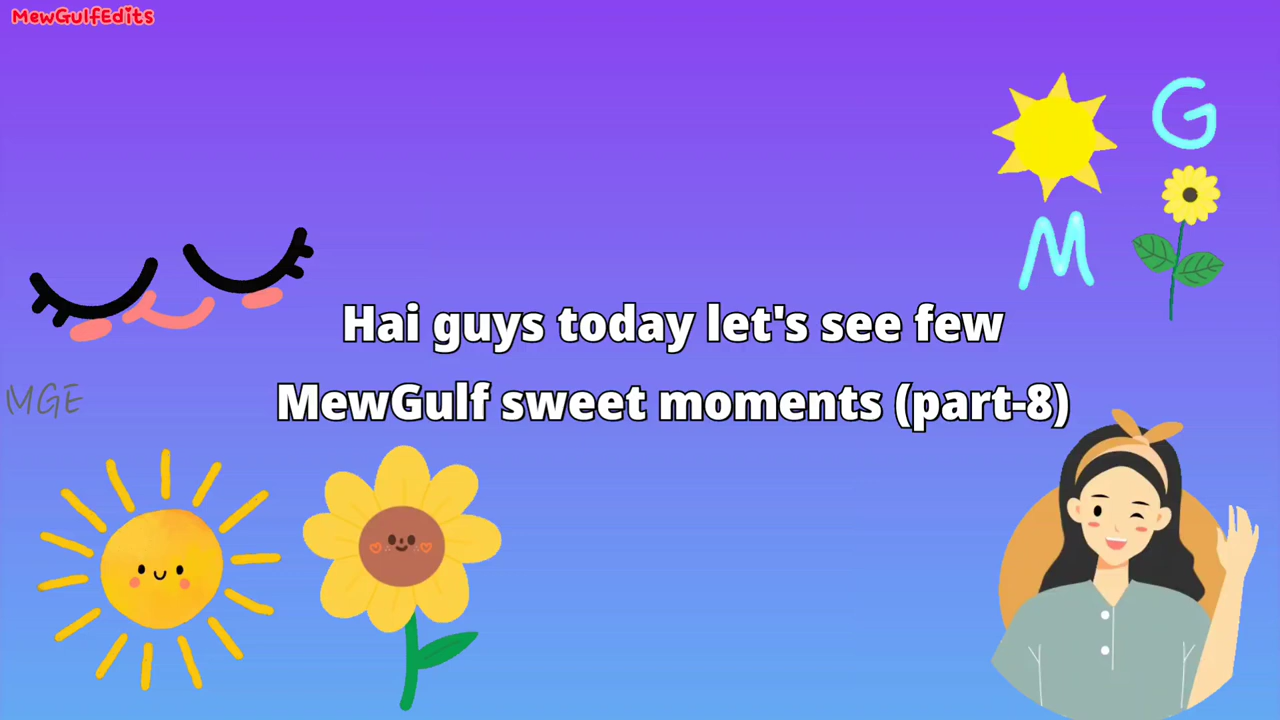 MewGulfEdits
G
M
Hai guys today let's see few
MewGulf sweet moments (part-8)
MGE